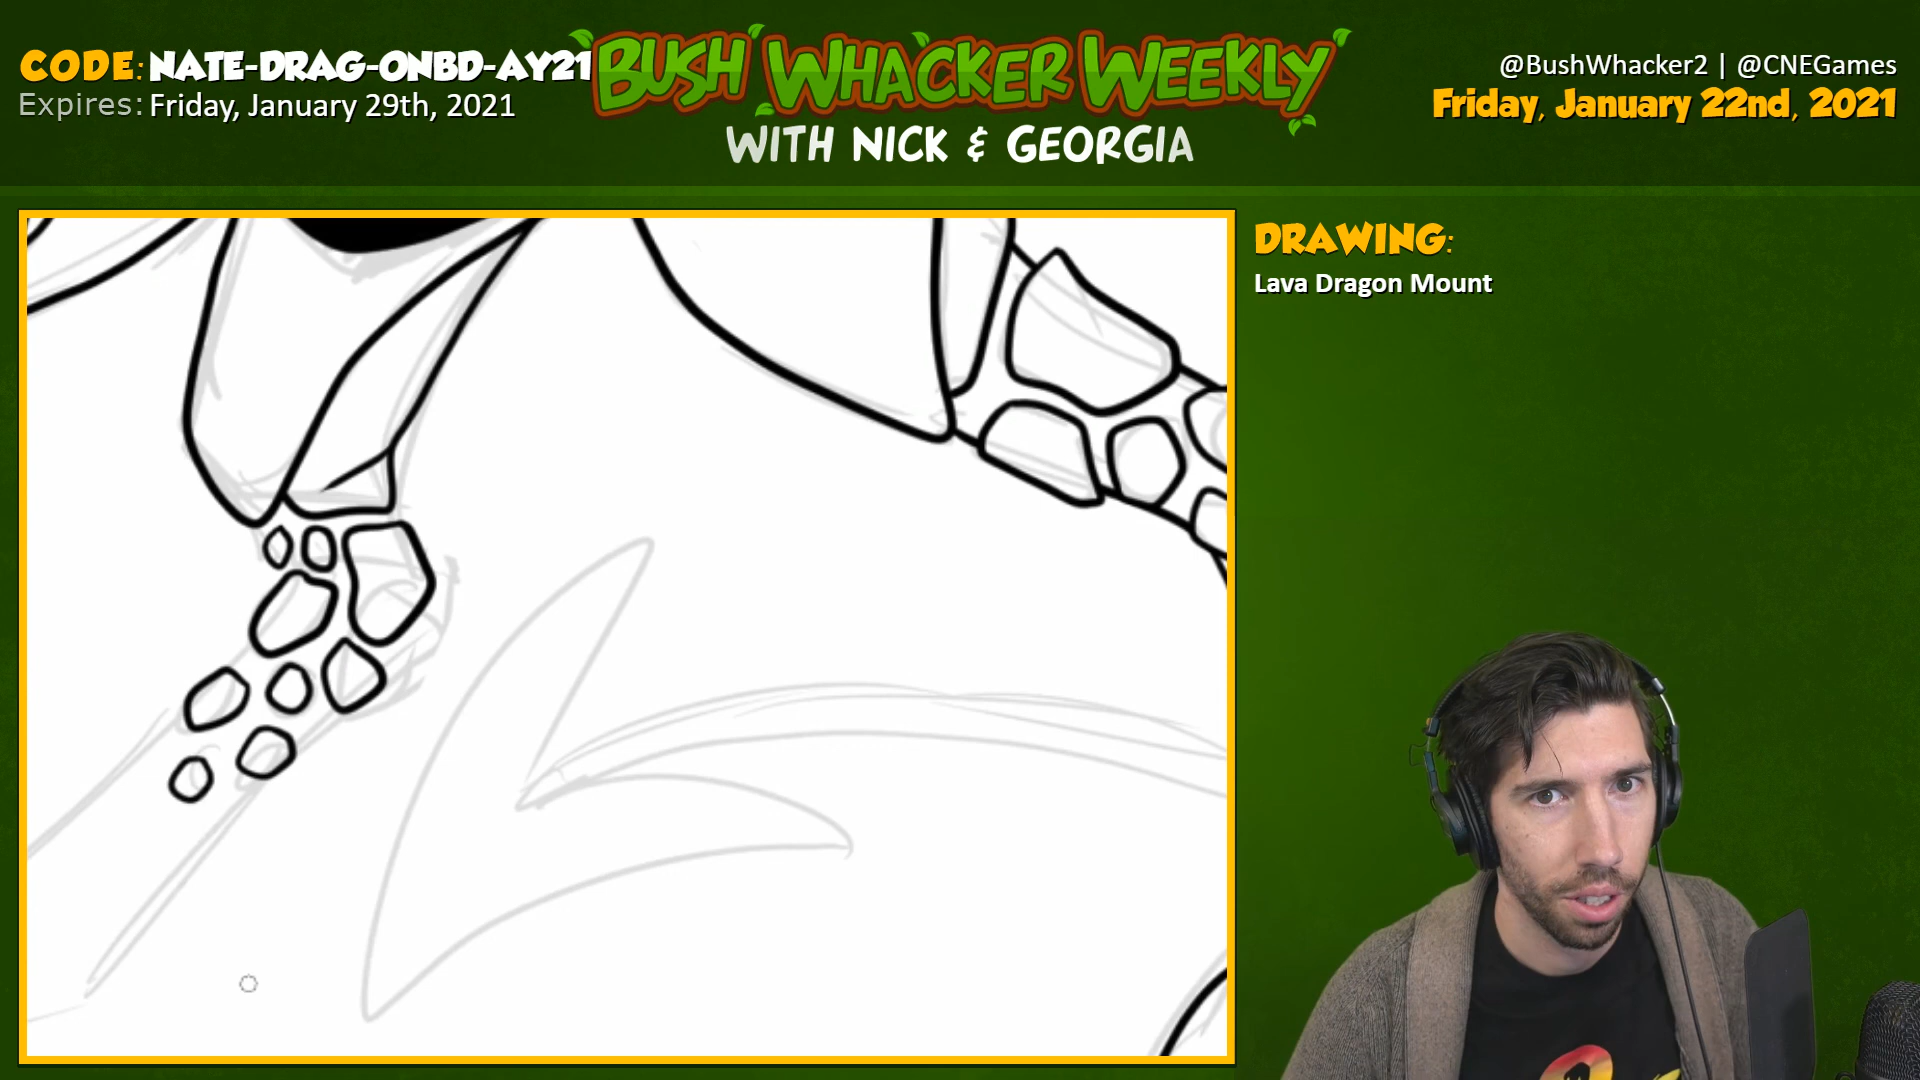 CODE: NATE-DRAG-ONBD-AY21
Expires: Friday, January 29th, 2021
BUSH WHACKER WEEKLY
WITH NICK & GEORGIA
@BushWhacker2 | @CNEGames
Friday, January 22nd, 2021
DRAWING:
Lava Dragon Mount